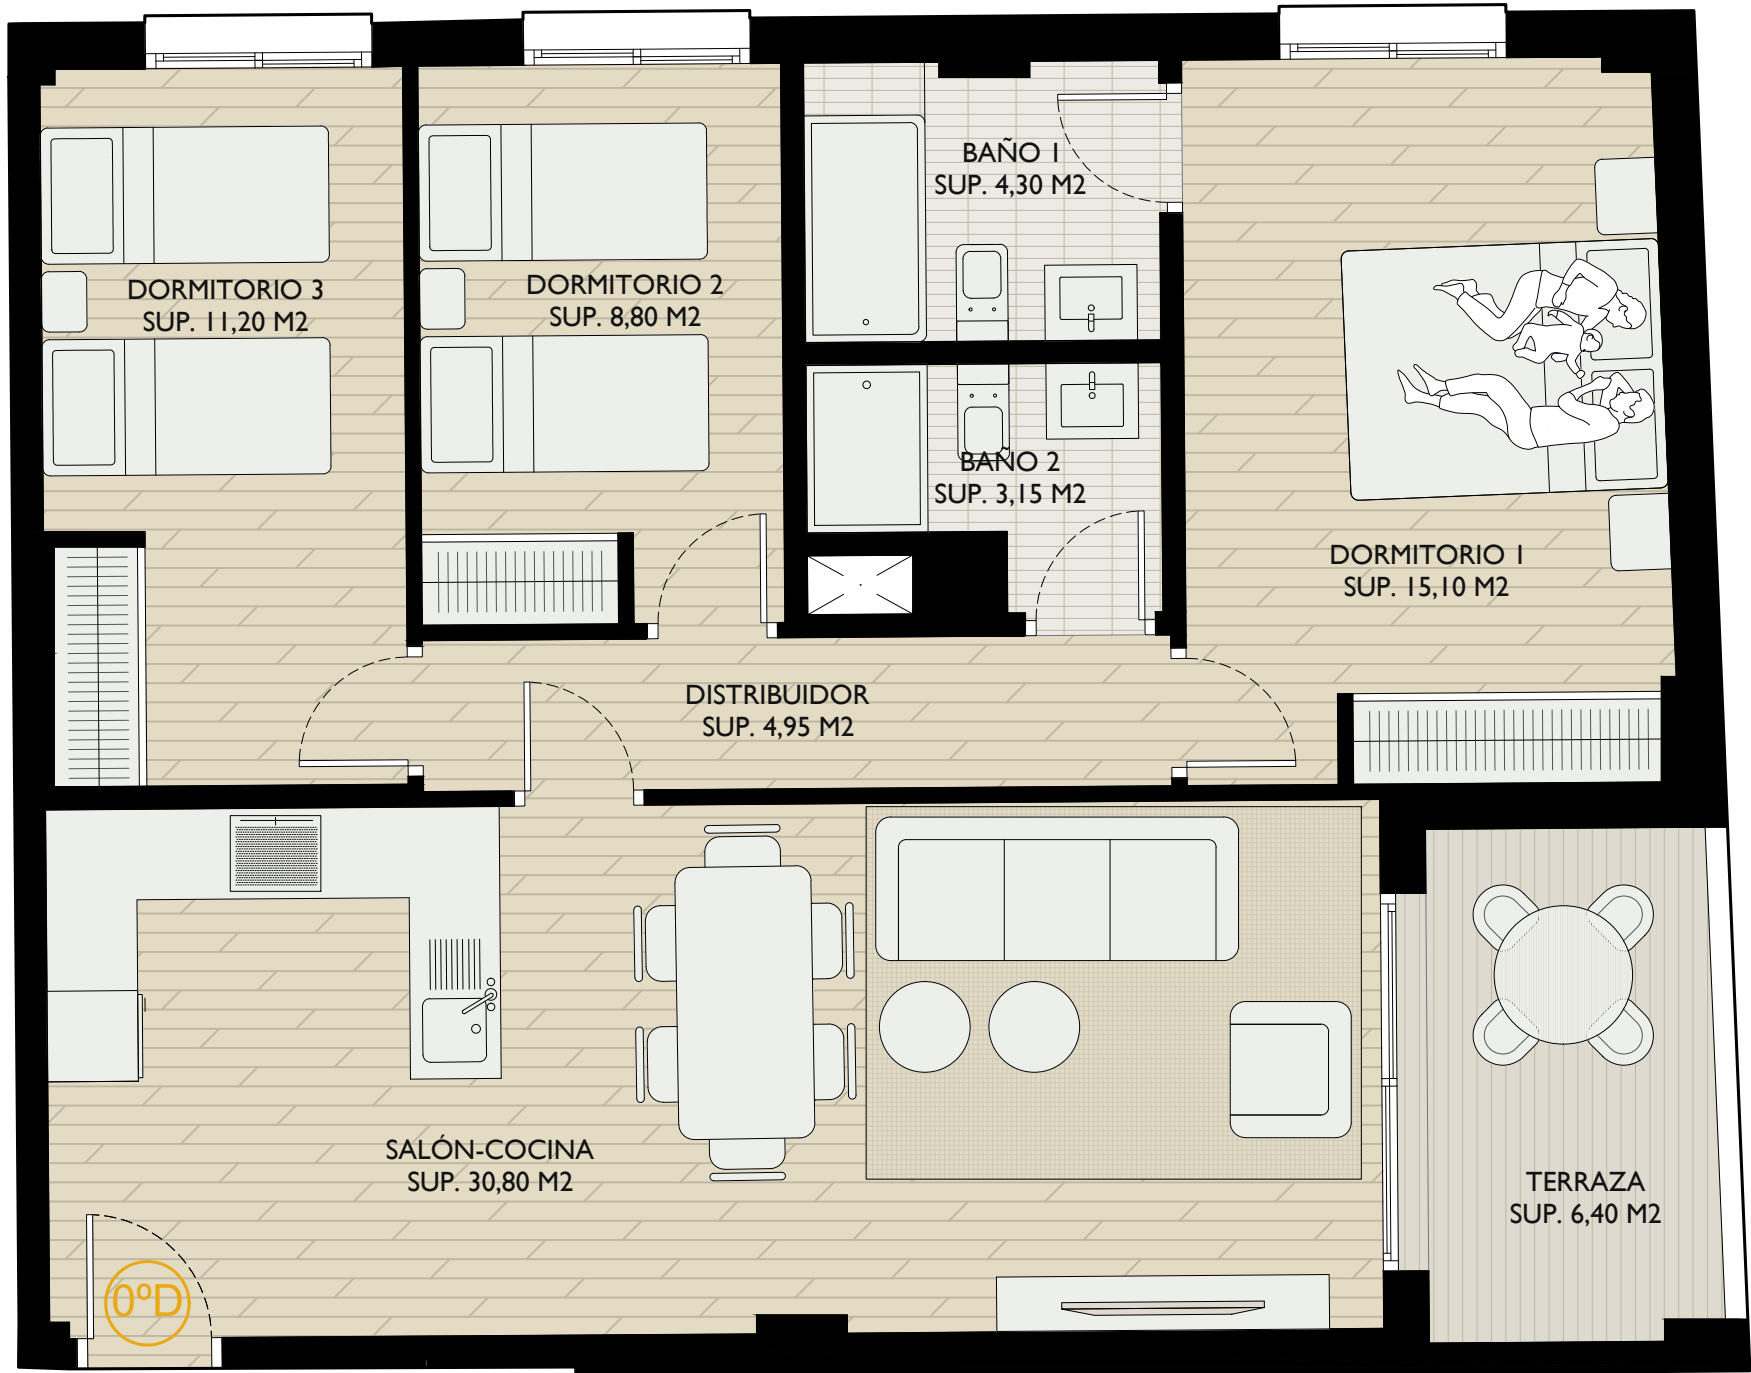 BAÑO 1
SUP. 4,30 M2
DORMITORIO 3
SUP. 11,20 M2
DORMITORIO 2
SUP. 8,80 M2
BAÑO 2
SUP. 3,15 M2
DORMITORIO 1
SUP. 15,10 M2
DISTRIBUIDOR
SUP. 4,95 M2
SALÓN-COCINA
SUP. 30,80 M2
TERRAZA
SUP. 6,40 M2
0ºD